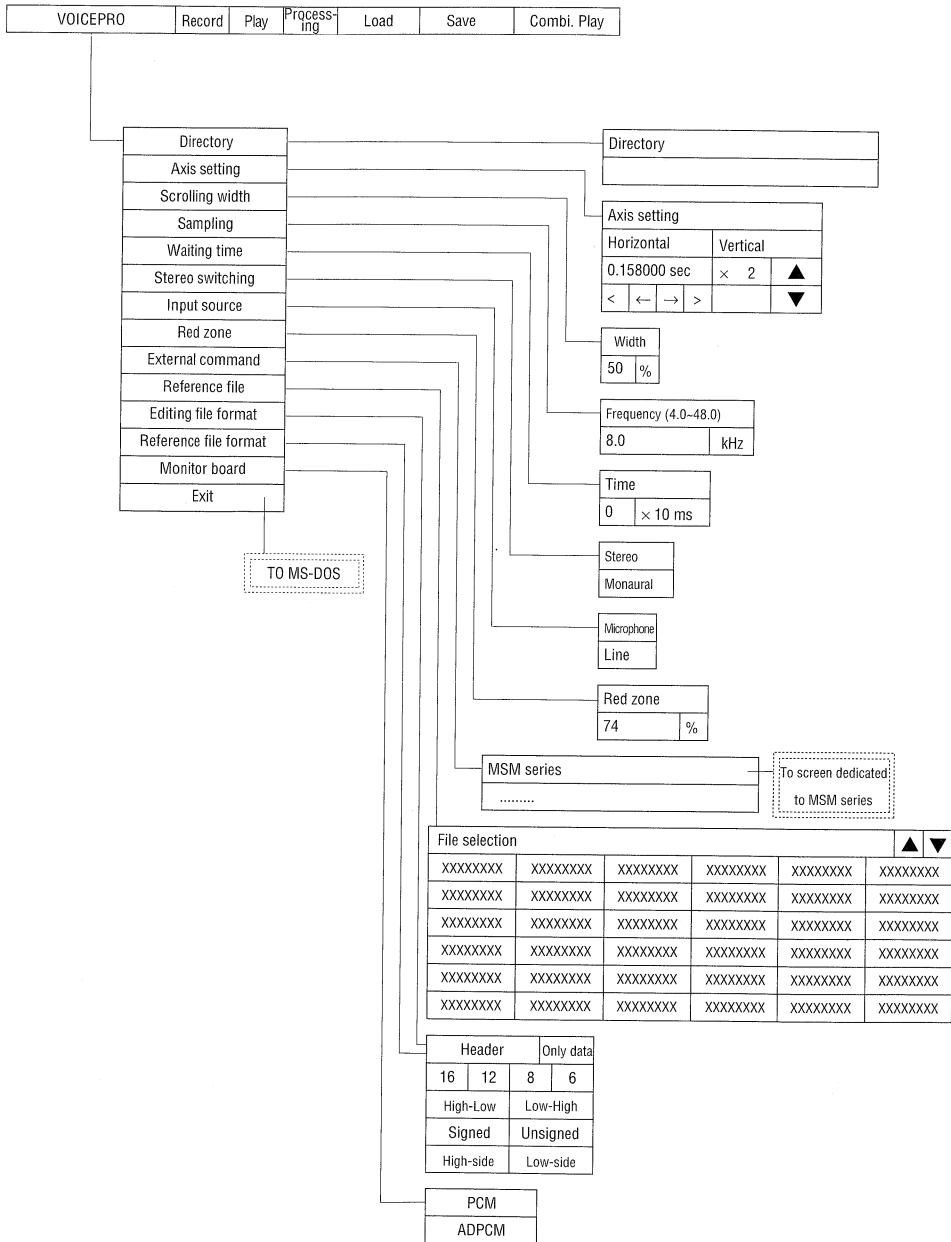 VOICEPRO Record Play Process-ing Load Save Combi. Play
Directory
Axis setting
Scrolling width
Sampling
Waiting time
Stereo switching
Input source
Red zone
External command
Reference file
Editing file format
Reference file format
Monitor board
Exit
TO MS-DOS
Directory
Axis setting
Horizontal Vertical
0.158000 sec × 2 ▲
< ← → > ▼
Width
50 %
Frequency (4.0~48.0)
8.0 kHz
Time
0 × 10 ms
Stereo
Monaural
Microphone
Line
Red zone
74 %
MSM series
.........
To screen dedicated
to MSM series
File selection ▲ ▼
XXXXXXXX XXXXXXXX XXXXXXXX XXXXXXXX XXXXXXXX XXXXXXXX
XXXXXXXX XXXXXXXX XXXXXXXX XXXXXXXX XXXXXXXX XXXXXXXX
XXXXXXXX XXXXXXXX XXXXXXXX XXXXXXXX XXXXXXXX XXXXXXXX
XXXXXXXX XXXXXXXX XXXXXXXX XXXXXXXX XXXXXXXX XXXXXXXX
XXXXXXXX XXXXXXXX XXXXXXXX XXXXXXXX XXXXXXXX XXXXXXXX
XXXXXXXX XXXXXXXX XXXXXXXX XXXXXXXX XXXXXXXX XXXXXXXX
Header Only data
16 12 8 6
High-Low Low-High
Signed Unsigned
High-side Low-side
PCM
ADPCM